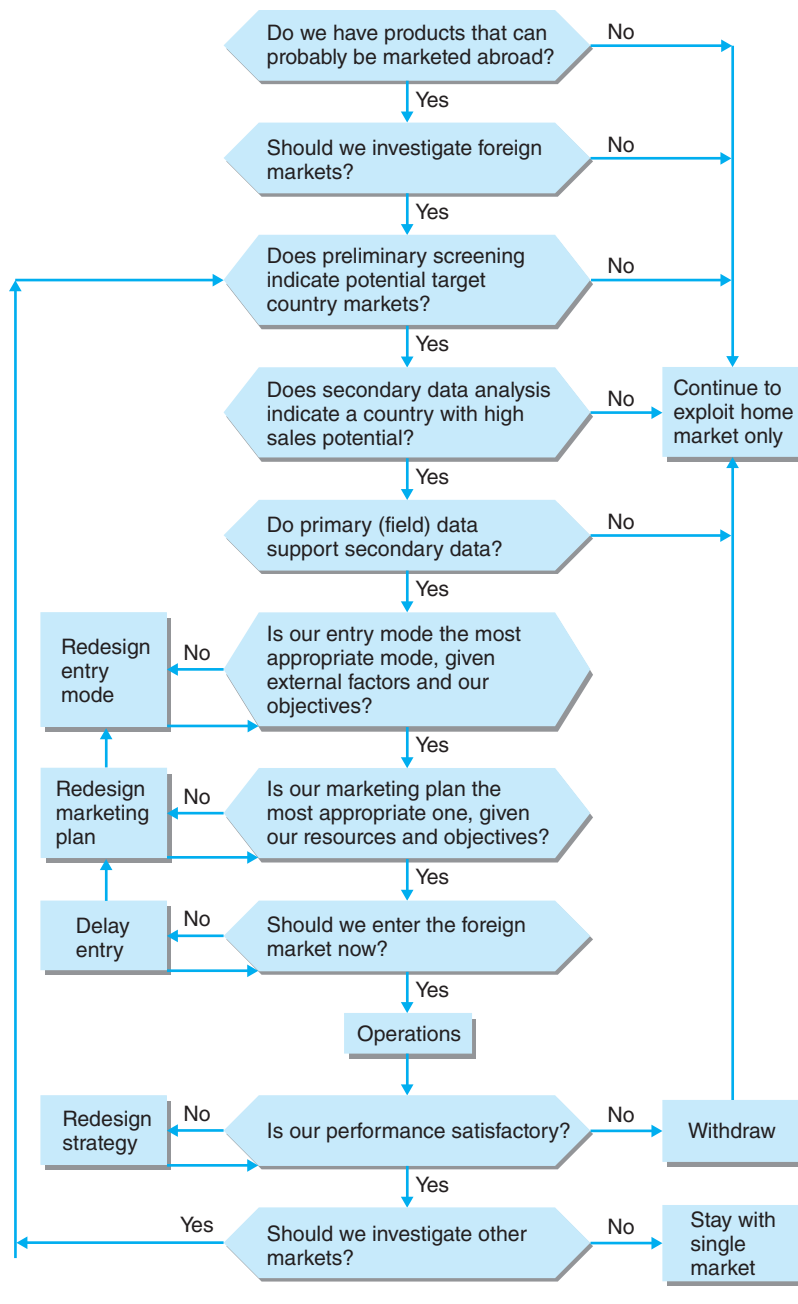 Do we have products that can
probably be marketed abroad?
No
Yes
Should we investigate foreign
markets?
No
Yes
Does preliminary screening
indicate potential target
country markets?
No
Yes
Does secondary data analysis
indicate a country with high
sales potential?
No
Continue to
exploit home
market only
Yes
Do primary (field) data
support secondary data?
No
Yes
Redesign
entry
mode
No
Is our entry mode the most
appropriate mode, given
external factors and our
objectives?
Yes
Redesign
marketing
plan
No
Is our marketing plan the
most appropriate one, given
our resources and objectives?
Yes
Delay
entry
No
Should we enter the foreign
market now?
Yes
Operations
Redesign
strategy
No
Is our performance satisfactory?
No
Withdraw
Yes
Yes
Should we investigate other
markets?
No
Stay with
single
market